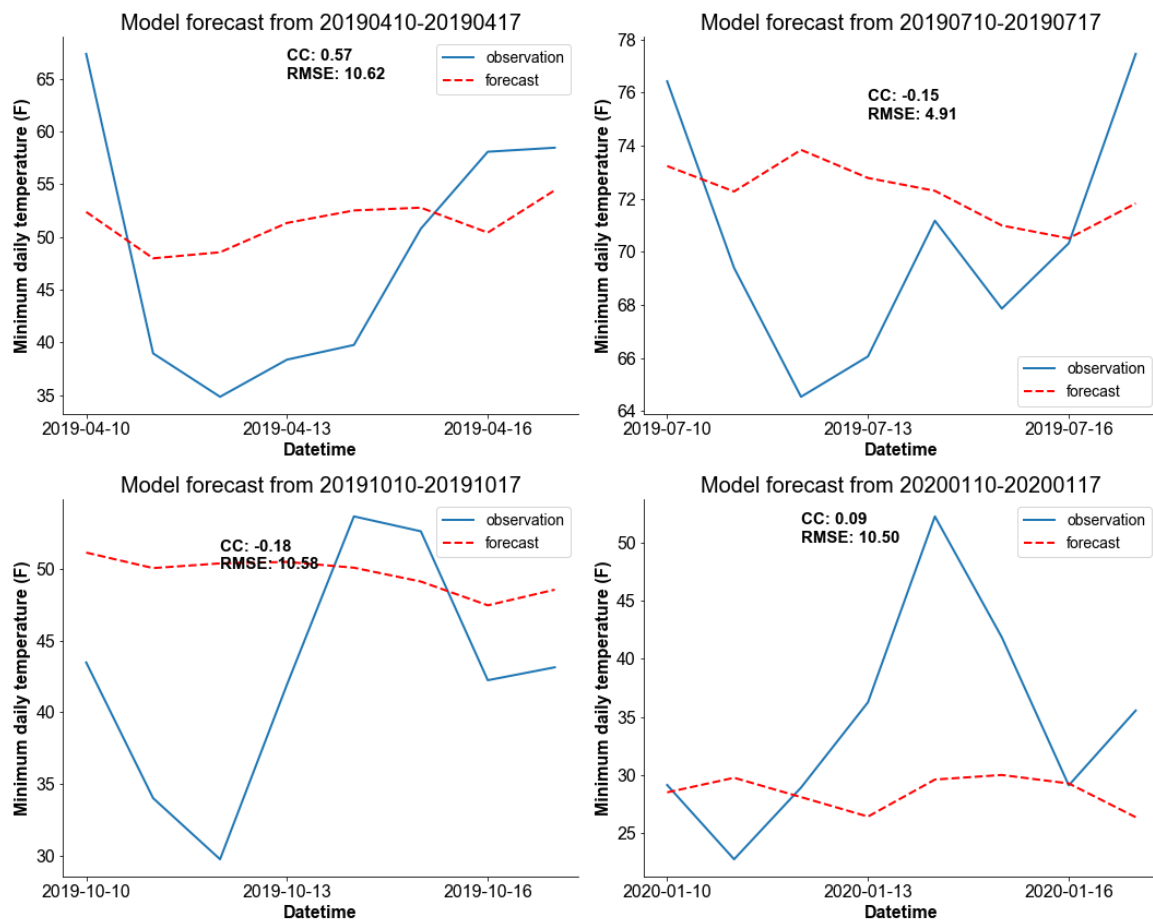 Model forecast from 20190410-20190417
CC: 0.57
RMSE: 10.62
observation
forecast
65
60
55
50
45
40
35
Minimum daily temperature (F)
2019-04-10
2019-04-13
2019-04-16
Datetime
Model forecast from 20190710-20190717
CC: -0.15
RMSE: 4.91
observation
forecast
78
76
74
72
70
68
66
64
Minimum daily temperature (F)
2019-07-10
2019-07-13
2019-07-16
Datetime
Model forecast from 20191010-20191017
CC: -0.18
RMSE: 10.58
observation
forecast
50
45
40
35
30
Minimum daily temperature (F)
2019-10-10
2019-10-13
2019-10-16
Datetime
Model forecast from 20200110-20200117
CC: 0.09
RMSE: 10.50
observation
forecast
50
45
40
35
30
25
Minimum daily temperature (F)
2020-01-10
2020-01-13
2020-01-16
Datetime